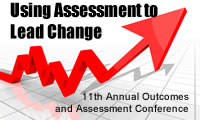 Using Assessment to
Lead Change
11th Annual Outcomes
and Assessment Conference